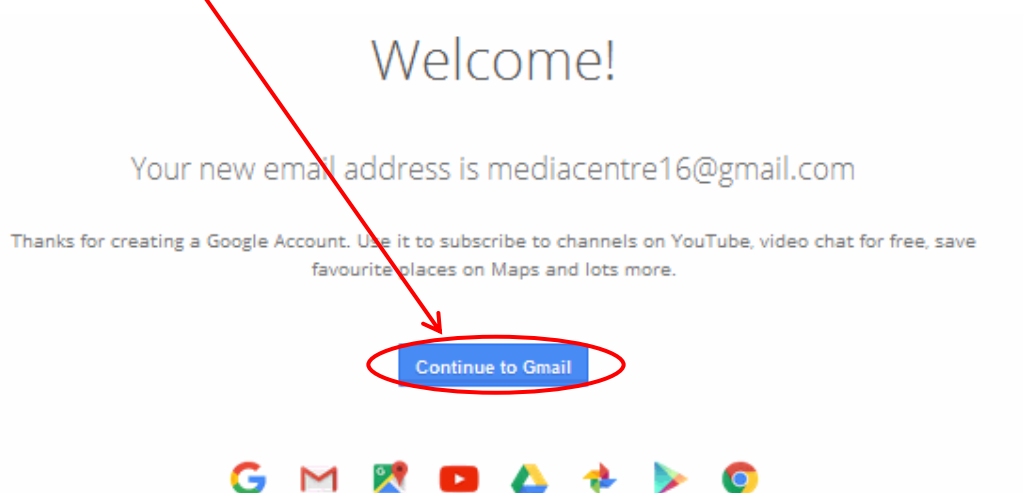 Welcome!
Your new email address is mediacentre16@gmail.com
Thanks for creating a Google Account. Use it to subscribe to channels on YouTube, video chat for free, save
favourite places on Maps and lots more.
Continue to Gmail